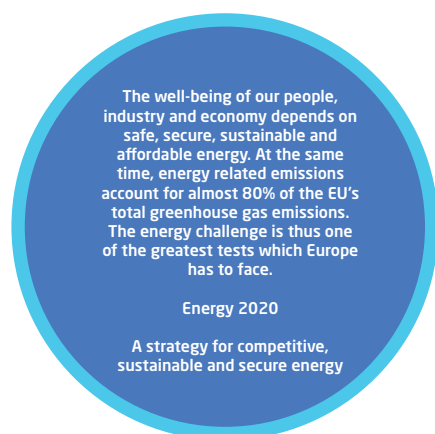 The well-being of our people,
industry and economy depends on
safe, secure, sustainable and
affordable energy. At the same
time, energy related emissions
account for almost 80% of the EU's
total greenhouse gas emissions.
The energy challenge is thus one
of the greatest tests which Europe
has to face.
Energy 2020
A strategy for competitive,
sustainable and secure energy